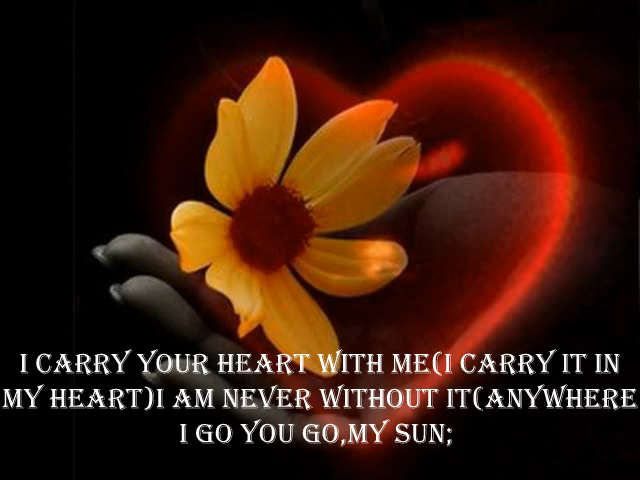 I CARRY YOUR HEART WITH ME(I CARRY IT IN
MY HEART)I AM NEVER WITHOUT IT(ANYWHERE
I GO YOU GO,MY SUN;